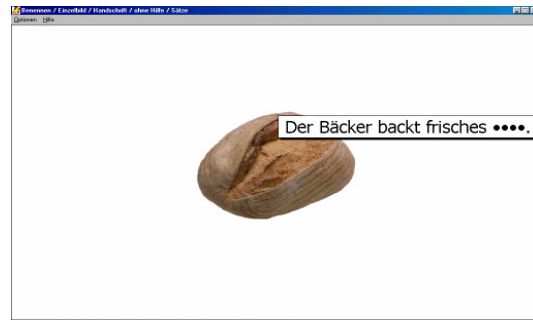 Benennen / Einzelbild / Handschrift / ohne Hilfe / Sätze
Optionen Hilfe
Der Bäcker backt frisches ●●●●.